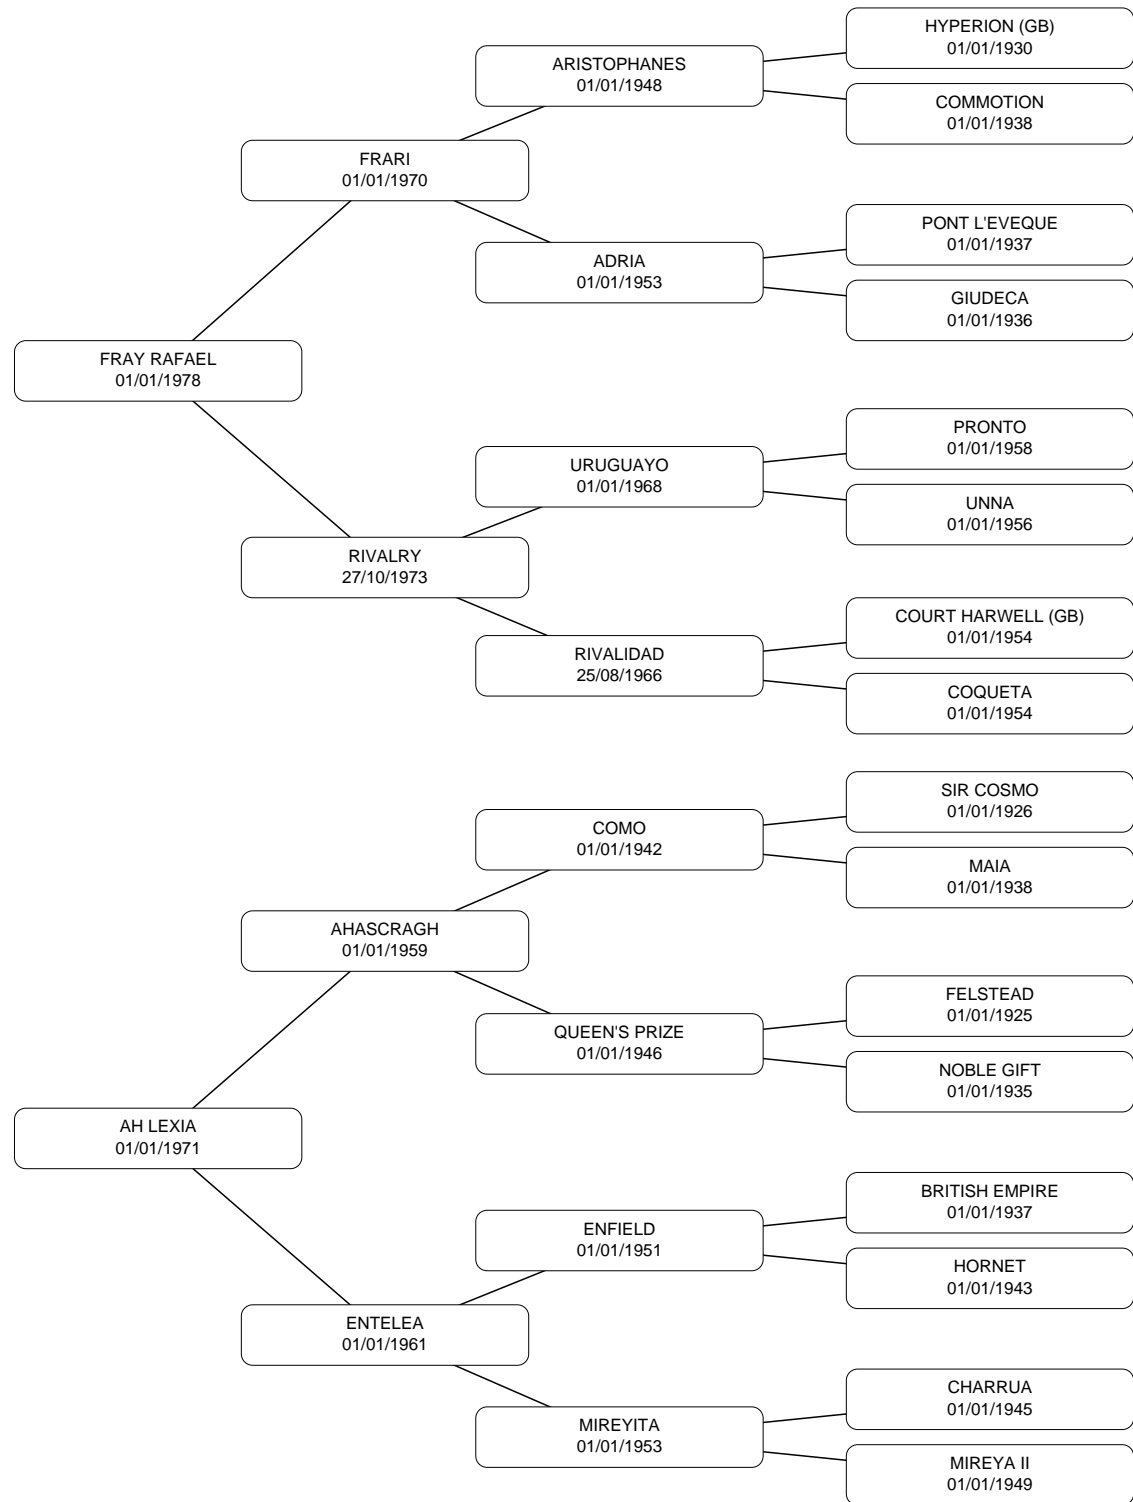 HYPERION (GB)
01/01/1930
ARISTOPHANES
01/01/1948
COMMOTION
01/01/1938
FRARI
01/01/1970
PONT L'EVEQUE
01/01/1937
ADRIA
01/01/1953
GIUDECA
01/01/1936
FRAY RAFAEL
01/01/1978
PRONTO
01/01/1958
URUGUAYO
01/01/1968
UNNA
01/01/1956
RIVALRY
27/10/1973
COURT HARWELL (GB)
01/01/1954
RIVALIDAD
25/08/1966
COQUETA
01/01/1954
SIR COSMO
01/01/1926
COMO
01/01/1942
MAIA
01/01/1938
AHASCRAGH
01/01/1959
FELSTEAD
01/01/1925
QUEEN'S PRIZE
01/01/1946
NOBLE GIFT
01/01/1935
AH LEXIA
01/01/1971
BRITISH EMPIRE
01/01/1937
ENFIELD
01/01/1951
HORNET
01/01/1943
ENTELEA
01/01/1961
CHARRUA
01/01/1945
MIREYITA
01/01/1953
MIREYA II
01/01/1949